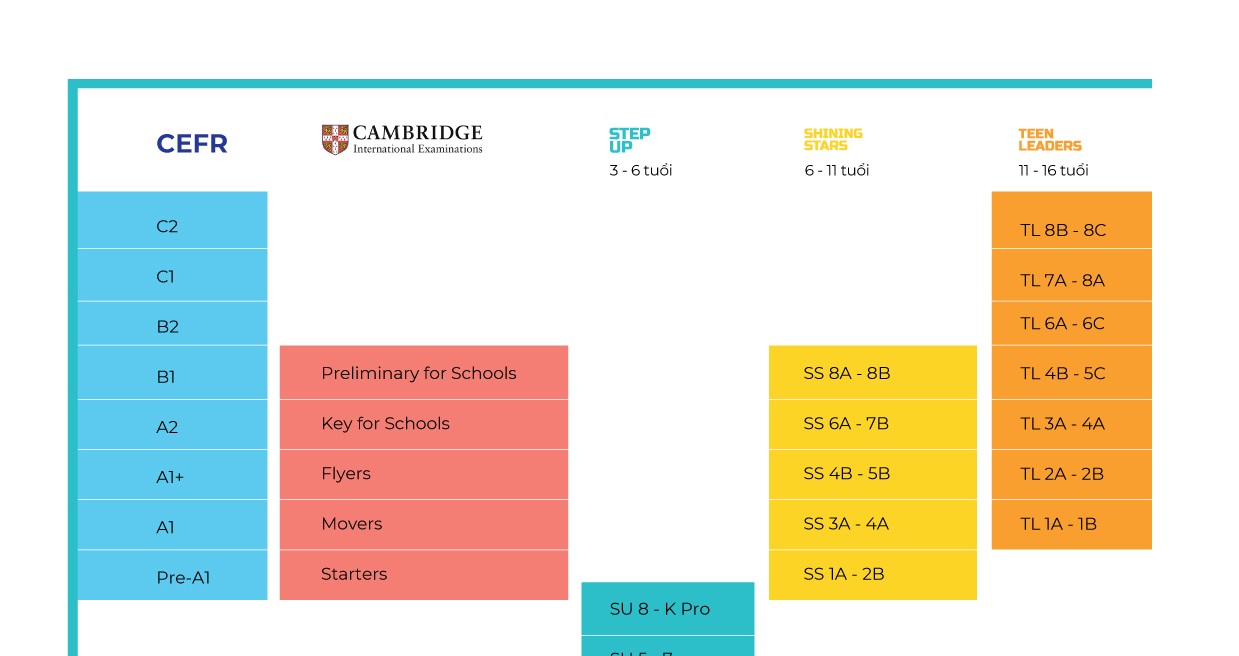 CEFR
CAMBRIDGE
International Examinations
STEP
UP
3 - 6 tuổi
SHINING
STARS
6 - 11 tuổi
TEEN
LEADERS
11 - 16 tuổi
C2
TL 8B - 8C
C1
TL 7A - 8A
B2
TL 6A - 6C
B1
Preliminary for Schools
SS 8A - 8B
TL 4B - 5C
A2
Key for Schools
SS 6A - 7B
TL 3A - 4A
A1+
Flyers
SS 4B - 5B
TL 2A - 2B
A1
Movers
SS 3A - 4A
TL 1A - 1B
Pre-A1
Starters
SS 1A - 2B
SU 8 - K Pro